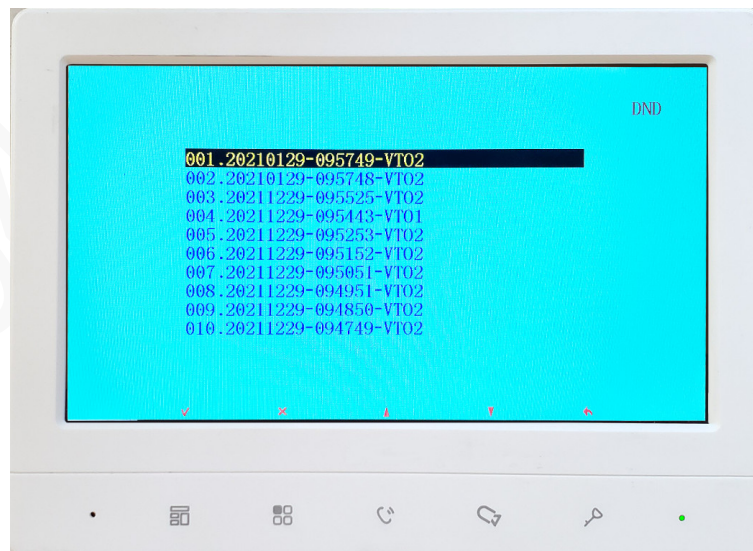 DND
001.20210129-095749-VTO2
002.20210129-095748-VTO2
003.20211229-095525-VTO2
004.20211229-095443-VTO1
005.20211229-095253-VTO2
006.20211229-095152-VTO2
007.20211229-095051-VTO2
008.20211229-094951-VTO2
009.20211229-094850-VTO2
010.20211229-094749-VTO2